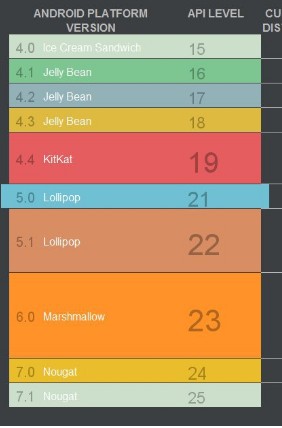 ANDROID PLATFORM VERSION API LEVEL CU
DIS
4.0 Ice Cream Sandwich 15
4.1 Jelly Bean 16
4.2 Jelly Bean 17
4.3 Jelly Bean 18
4.4 KitKat 19
5.0 Lollipop 21
5.1 Lollipop 22
6.0 Marshmallow 23
7.0 Nougat 24
7.1 Nougat 25